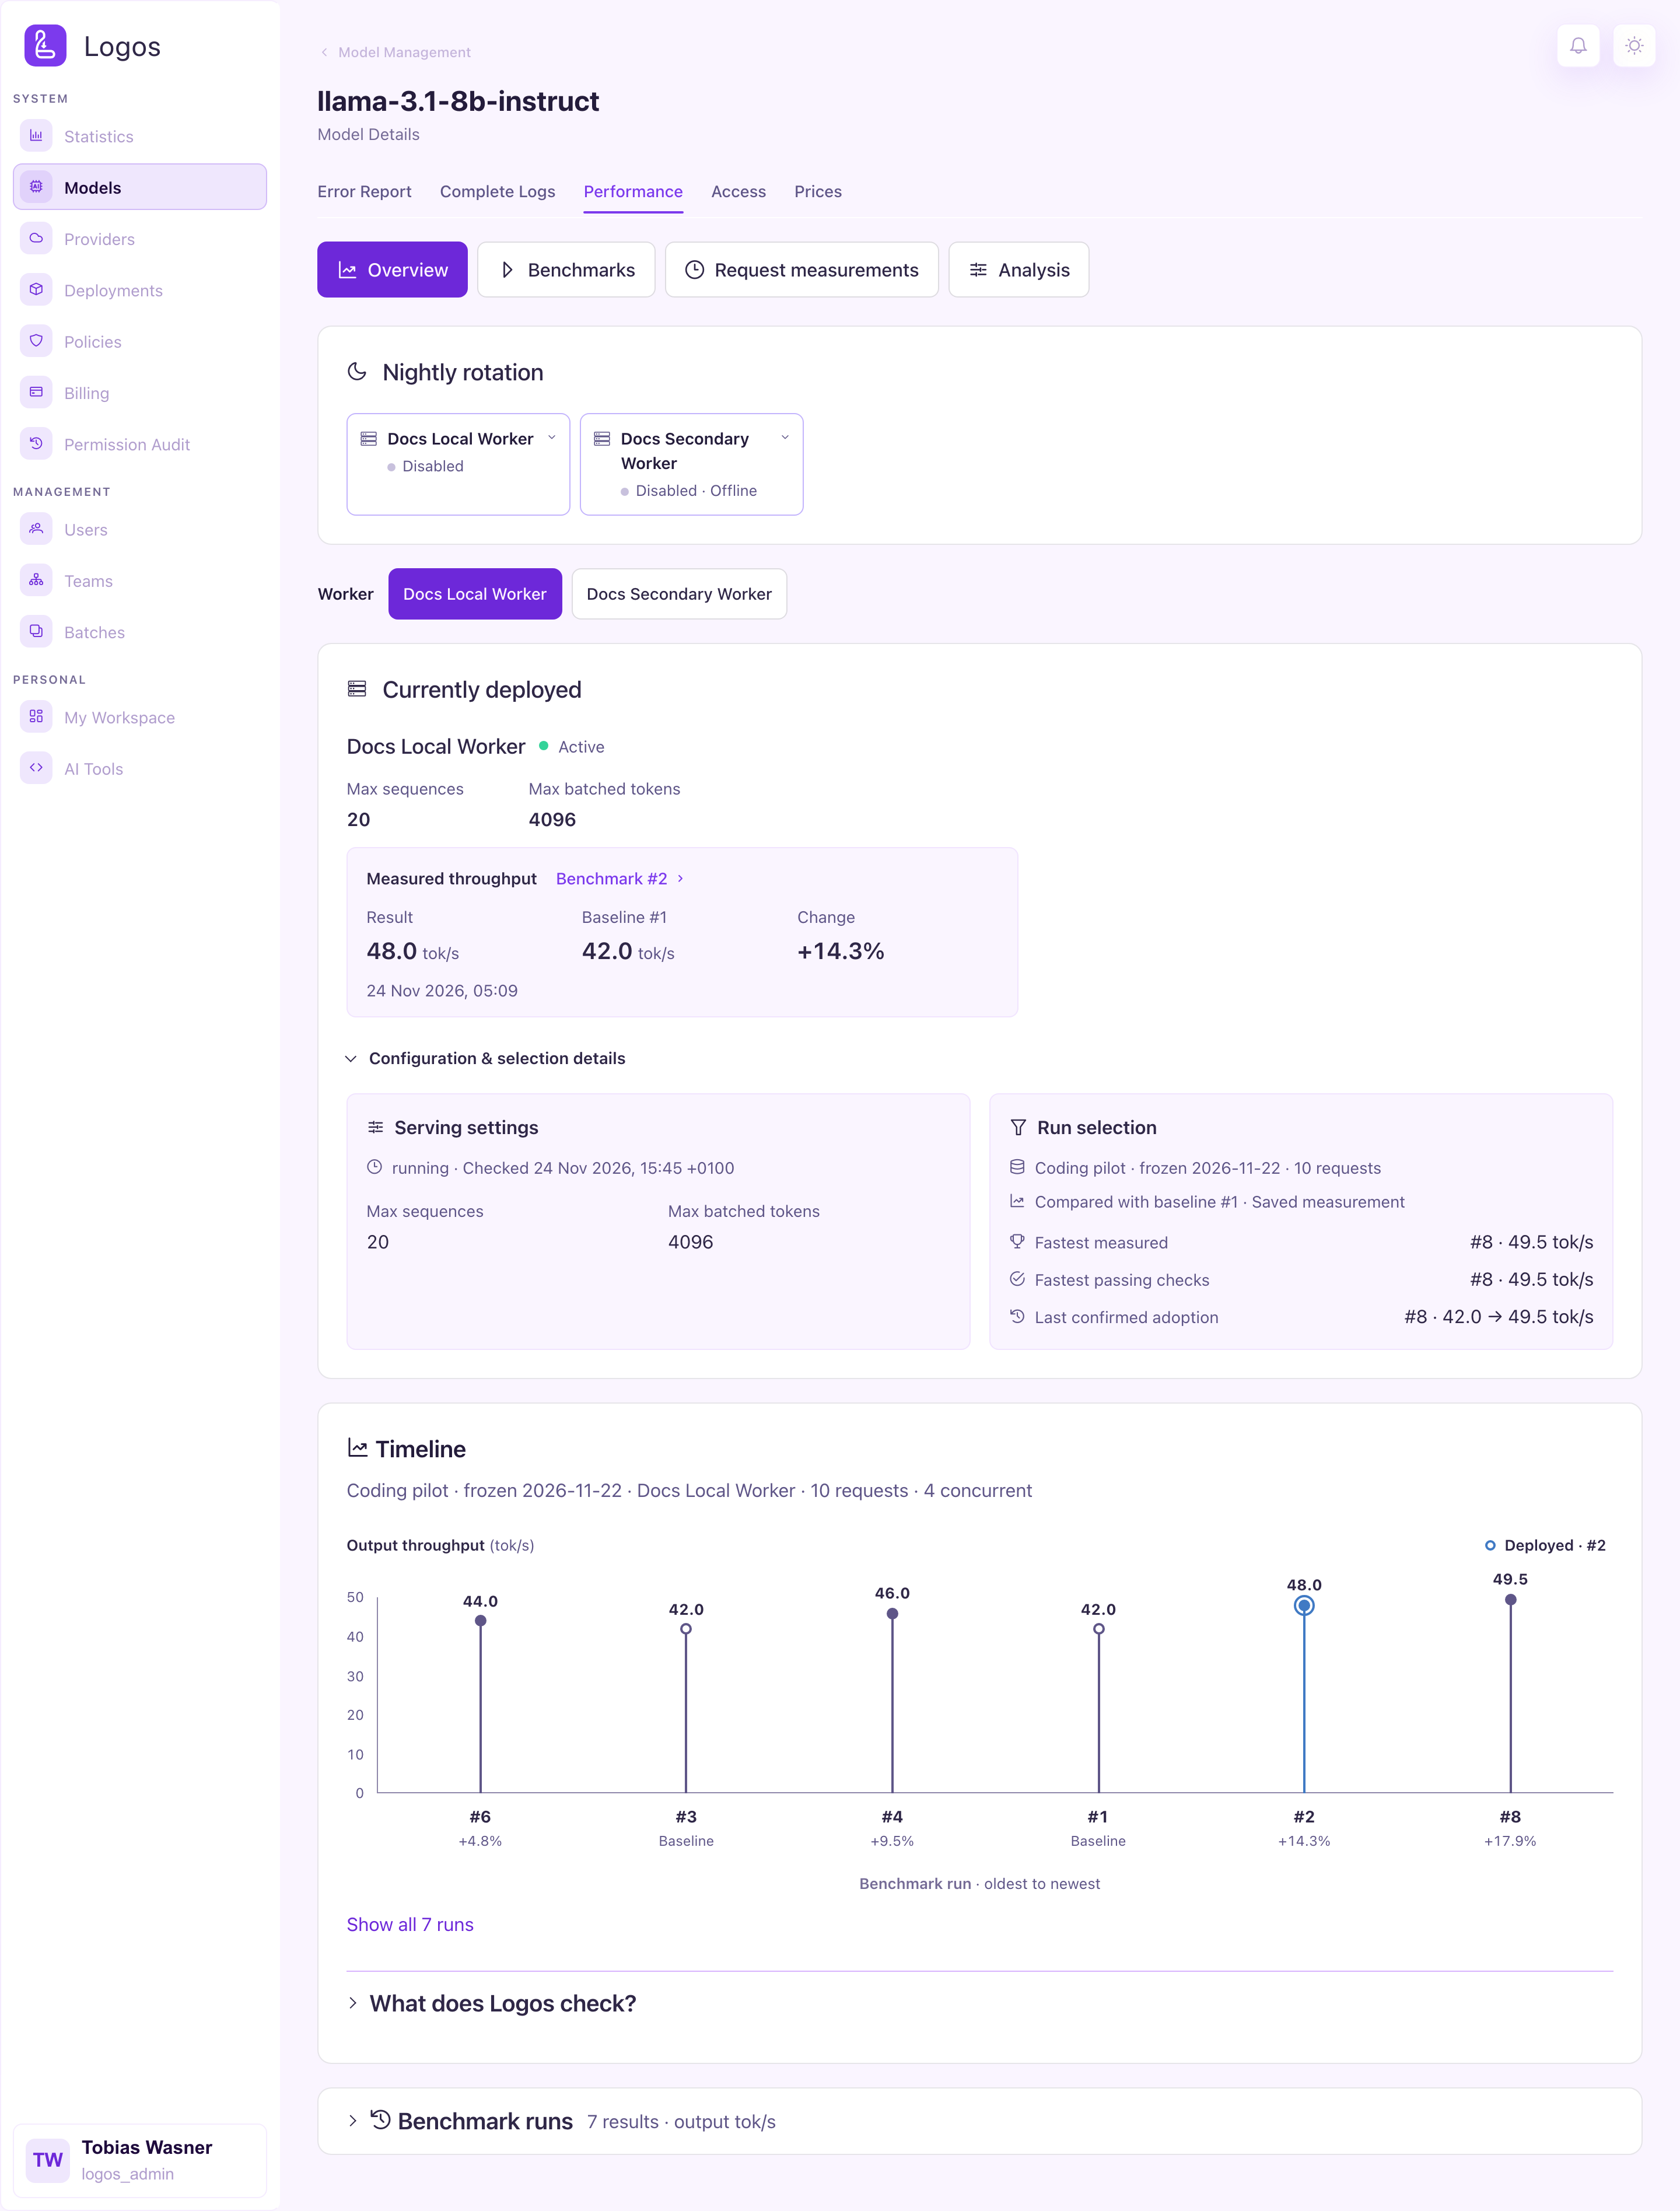 Logos
SYSTEM
Statistics
Models
Providers
Deployments
Policies
Billing
Permission Audit
MANAGEMENT
Users
Teams
Batches
PERSONAL
My Workspace
AI Tools
TW
Tobias Wasner
logos_admin
Model Management
llama-3.1-8b-instruct
Model Details
Error Report Complete Logs Performance Access Prices
Overview Benchmarks Request measurements Analysis
Nightly rotation
Docs Local Worker
Disabled
Docs Secondary
Worker
Disabled · Offline
Worker Docs Local Worker Docs Secondary Worker
Currently deployed
Docs Local Worker Active
Max sequences Max batched tokens
20 4096
Measured throughput Benchmark #2
Result Baseline #1 Change
48.0 tok/s 42.0 tok/s +14.3%
24 Nov 2026, 05:09
Configuration & selection details
Serving settings
running · Checked 24 Nov 2026, 15:45 +0100
Max sequences Max batched tokens
20 4096
Run selection
Coding pilot · frozen 2026-11-22 · 10 requests
Compared with baseline #1 · Saved measurement
Fastest measured #8 · 49.5 tok/s
Fastest passing checks #8 · 49.5 tok/s
Last confirmed adoption #8 · 42.0 → 49.5 tok/s
Timeline
Coding pilot · frozen 2026-11-22 · Docs Local Worker · 10 requests · 4 concurrent
Output throughput (tok/s) Deployed · #2
50
40
30
20
10
0
44.0 42.0 46.0 42.0 48.0 49.5
#6 #3 #4 #1 #2 #8
+4.8% Baseline +9.5% Baseline +14.3% +17.9%
Benchmark run · oldest to newest
Show all 7 runs
What does Logos check?
Benchmark runs 7 results · output tok/s